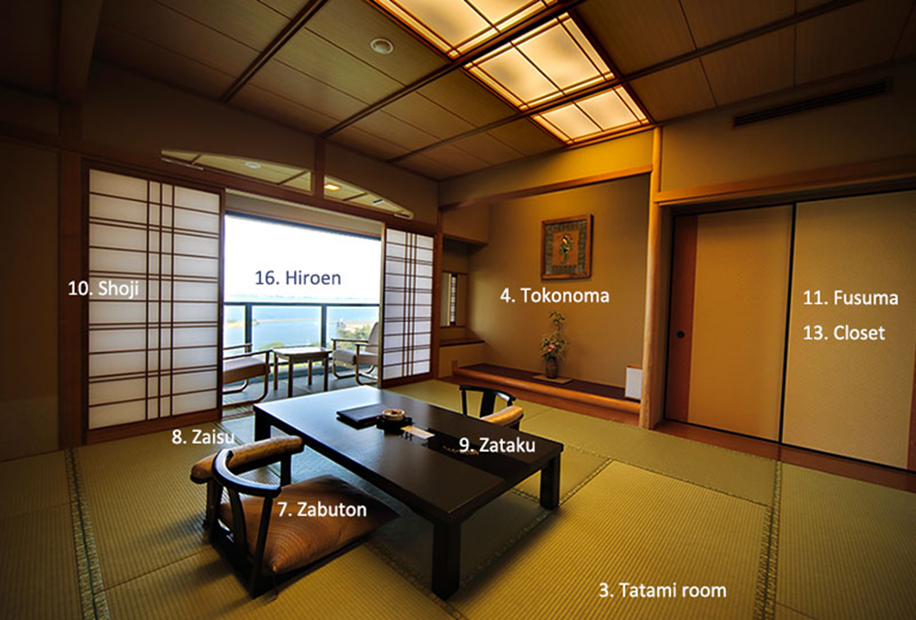 16. Hiroen
10. Shoji
4. Tokonoma
11. Fusuma
13. Closet
8. Zaisu
9. Zataku
7. Zabuton
3. Tatami room